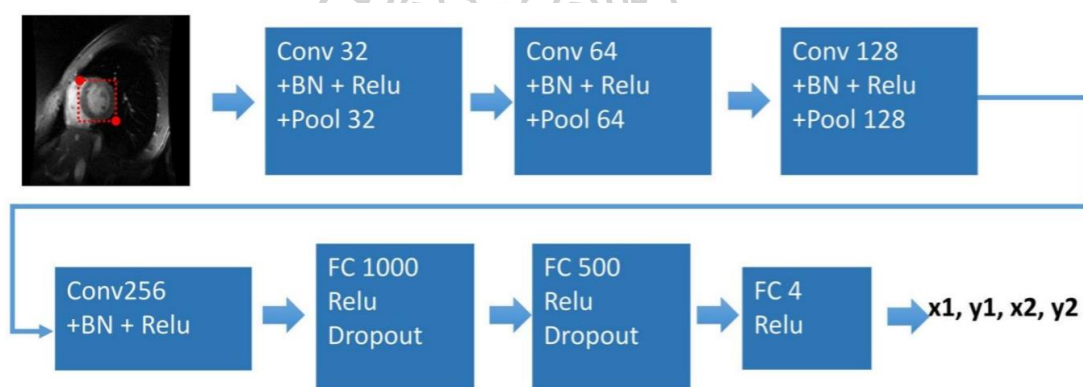 Conv 32
+BN + Relu
+Pool 32
Conv 64
+BN + Relu
+Pool 64
Conv 128
+BN + Relu
+Pool 128
Conv256
+BN + Relu
FC 1000
Relu
Dropout
FC 500
Relu
Dropout
FC 4
Relu
x1, y1, x2, y2